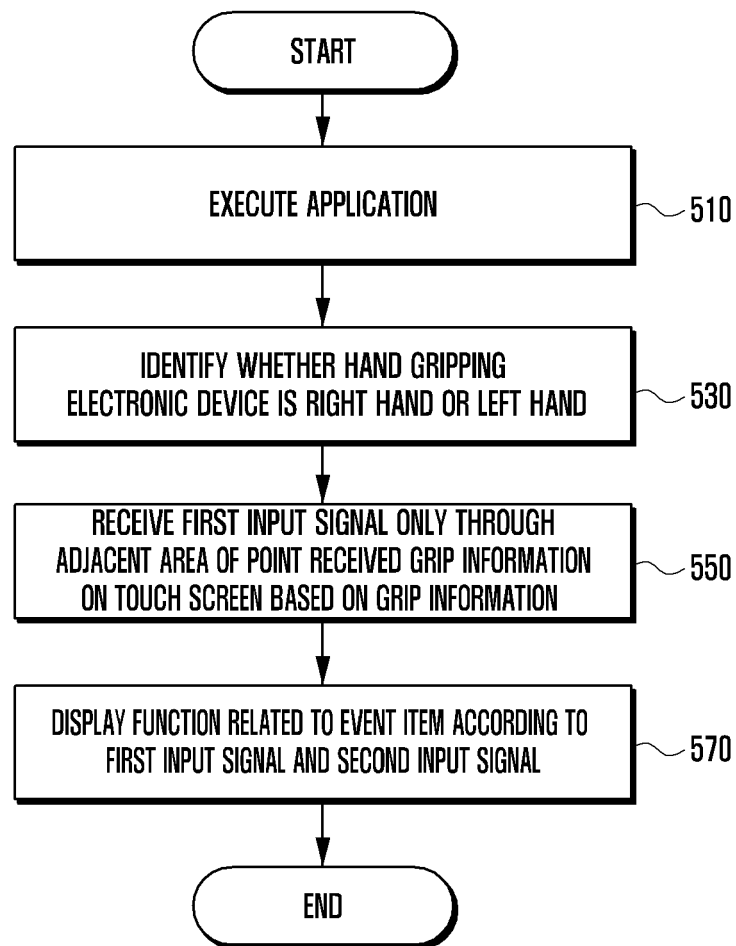 START
EXECUTE APPLICATION
510
IDENTIFY WHETHER HAND GRIPPING
ELECTRONIC DEVICE IS RIGHT HAND OR LEFT HAND
530
RECEIVE FIRST INPUT SIGNAL ONLY THROUGH
ADJACENT AREA OF POINT RECEIVED GRIP INFORMATION
ON TOUCH SCREEN BASED ON GRIP INFORMATION
550
DISPLAY FUNCTION RELATED TO EVENT ITEM ACCORDING TO
FIRST INPUT SIGNAL AND SECOND INPUT SIGNAL
570
END